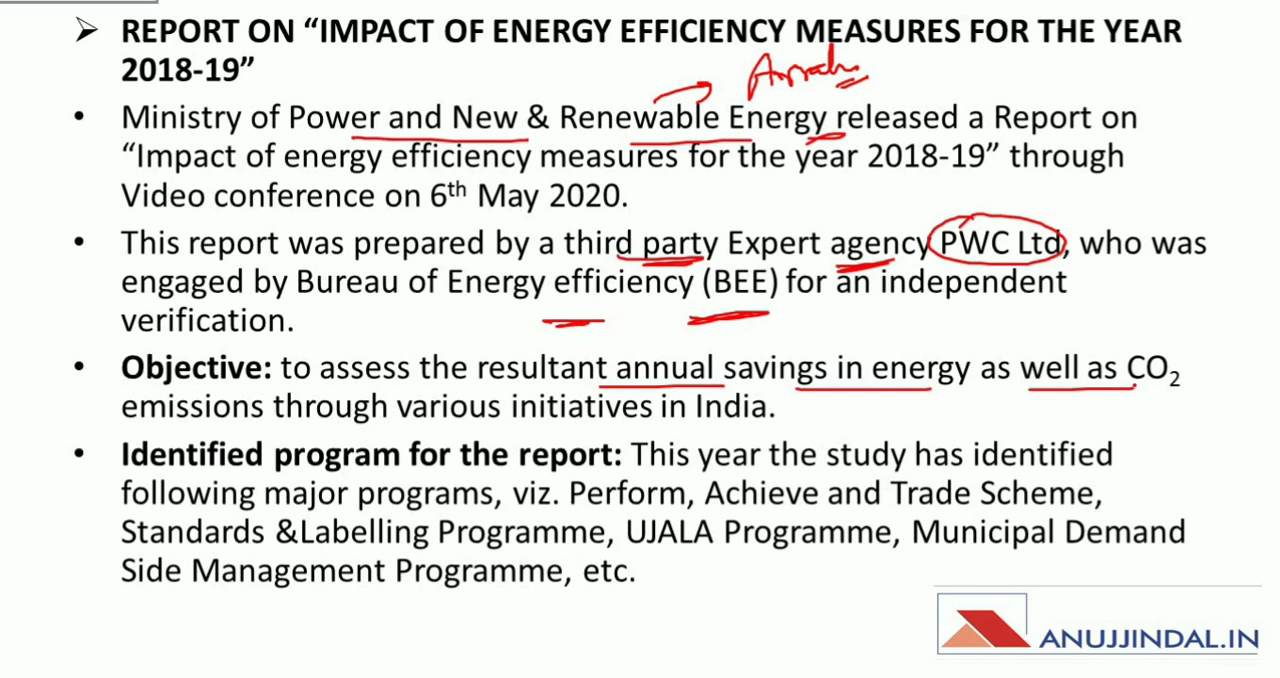 ➢ REPORT ON “IMPACT OF ENERGY EFFICIENCY MEASURES FOR THE YEAR
2018-19”
• Ministry of Power and New & Renewable Energy released a Report on
“Impact of energy efficiency measures for the year 2018-19” through
Video conference on 6th May 2020.
• This report was prepared by a third party Expert agency PWC Ltd, who was
engaged by Bureau of Energy efficiency (BEE) for an independent
verification.
• Objective: to assess the resultant annual savings in energy as well as CO₂
emissions through various initiatives in India.
• Identified program for the report: This year the study has identified
following major programs, viz. Perform, Achieve and Trade Scheme,
Standards &Labelling Programme, UJALA Programme, Municipal Demand
Side Management Programme, etc.
ANUJJINDAL.IN